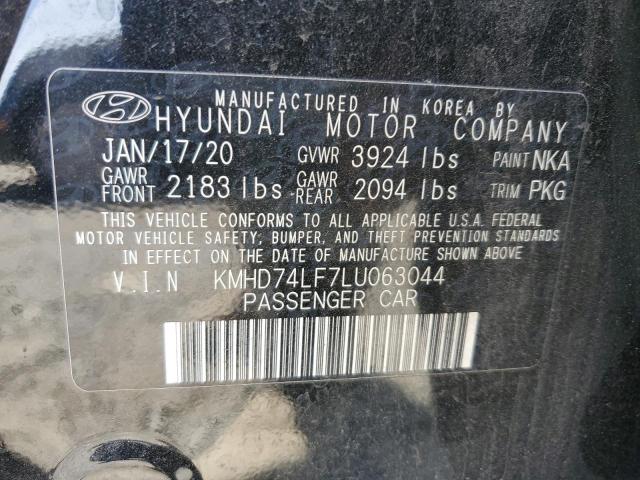 MANUFACTURED IN KOREA BY
HYUNDAI MOTOR COMPANY
JAN/17/20 GVWR 3924 lbs PAINT NKA
GAWR FRONT 2183 lbs GAWR -REAR 2094 lbs TRIM PKG
THIS VEHICLE CONFORMS TO ALL APPLICABLE U.S.A. FEDERAL
MOTOR VEHICLE SAFETY, BUMPER, AND THEFT PREVENTION STANDARDS
IN EFFECT ON THE DATE OF MANUFACTURE SHOWN ABOVE
V.I.N KMHD74LF7LU063044
PASSENGER CAR